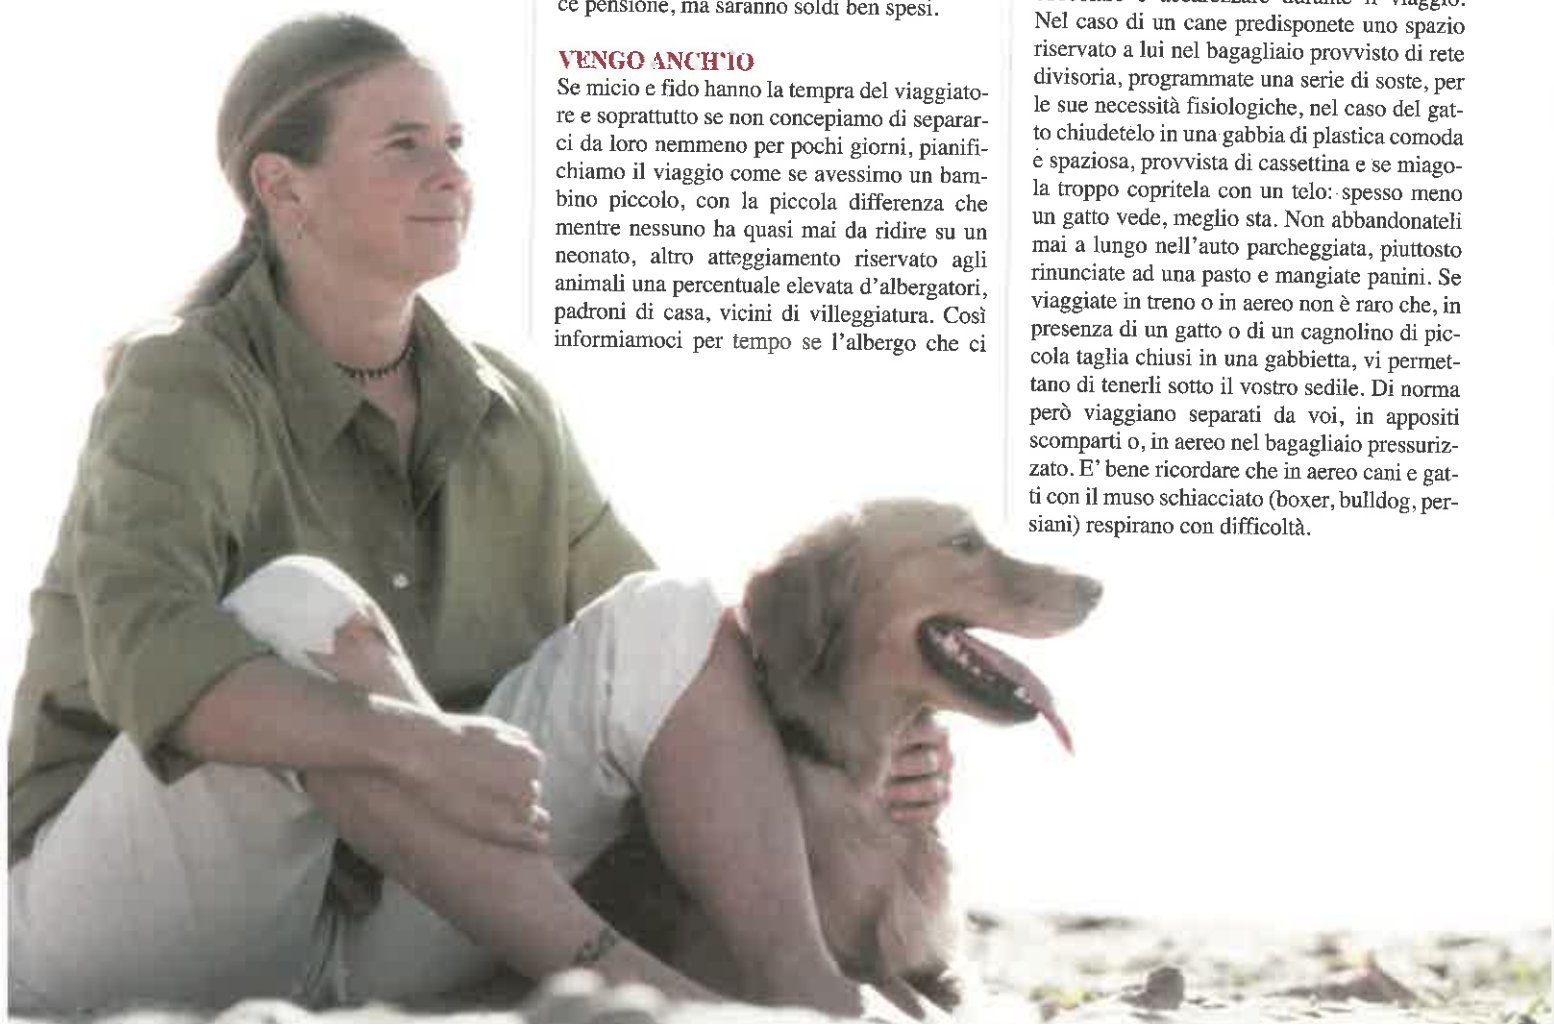 ce pensione, ma saranno soldi ben spesi.
VENGO ANCH'IO
Se micio e fido hanno la tempra del viaggiato-
re e soprattutto se non concepiamo di separar-
ci da loro nemmeno per pochi giorni, pianifi-
chiamo il viaggio come se avessimo un bam-
bino piccolo, con la piccola differenza che
mentre nessuno ha quasi mai da ridire su un
neonato, altro atteggiamento riservato agli
animali una percentuale elevata d'albergatori,
padroni di casa, vicini di villeggiatura. Così
informiamoci per tempo se l'albergo che ci
durante il viaggio.
Nel caso di un cane predisponete uno spazio
riservato a lui nel bagagliaio provvisto di rete
divisoria, programmate una serie di soste, per
le sue necessità fisiologiche, nel caso del gat-
to chiudetelo in una gabbia di plastica comoda
e spaziosa, provvista di cassettina e se miago-
la troppo copritela con un telo: spesso meno
un gatto vede, meglio sta. Non abbandonateli
mai a lungo nell'auto parcheggiata, piuttosto
rinunciate ad una pasto e mangiate panini. Se
viaggiate in treno o in aereo non è raro che, in
presenza di un gatto o di un cagnolino di pic-
cola taglia chiusi in una gabbietta, vi permet-
tano di tenerli sotto il vostro sedile. Di norma
però viaggiano separati da voi, in appositi
scomparti o, in aereo nel bagagliaio pressuriz-
zato. E' bene ricordare che in aereo cani e gat-
ti con il muso schiacciato (boxer, bulldog, per-
siani) respirano con difficoltà.